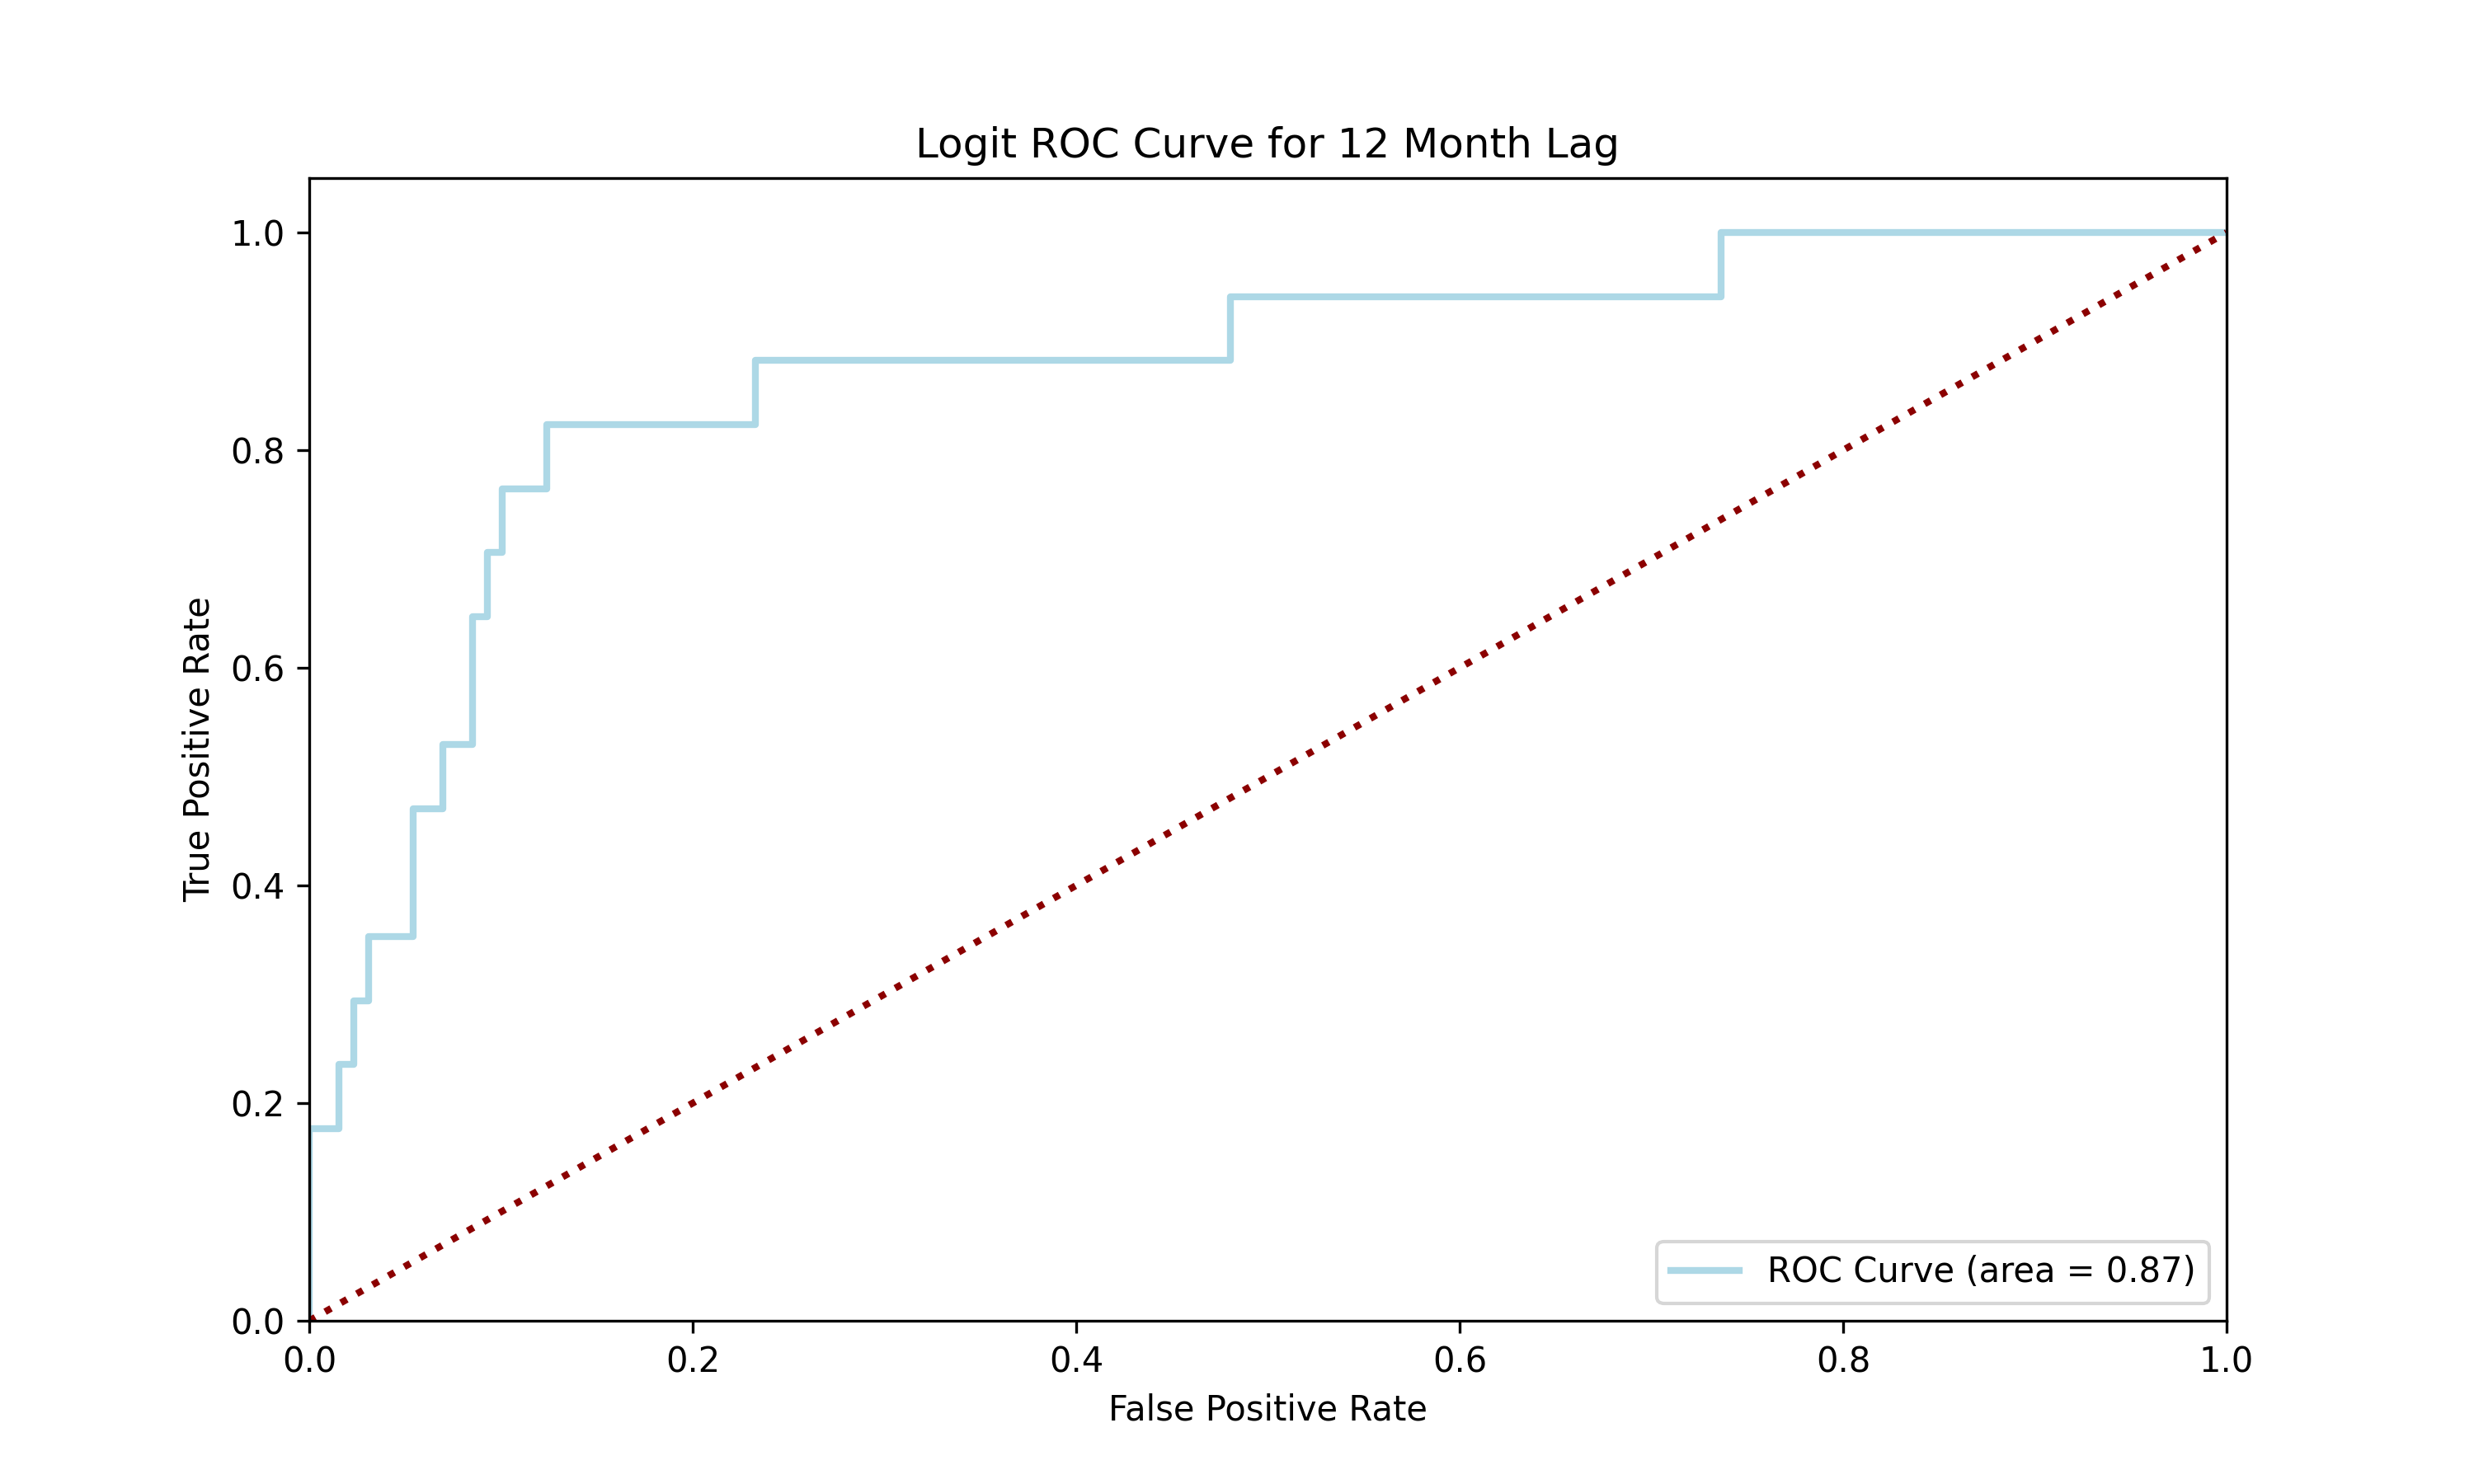 Logit ROC Curve for 12 Month Lag
True Positive Rate
1.0
0.8
0.6
0.4
0.2
0.0
0.0 0.2 0.4 0.6 0.8 1.0
False Positive Rate
ROC Curve (area = 0.87)